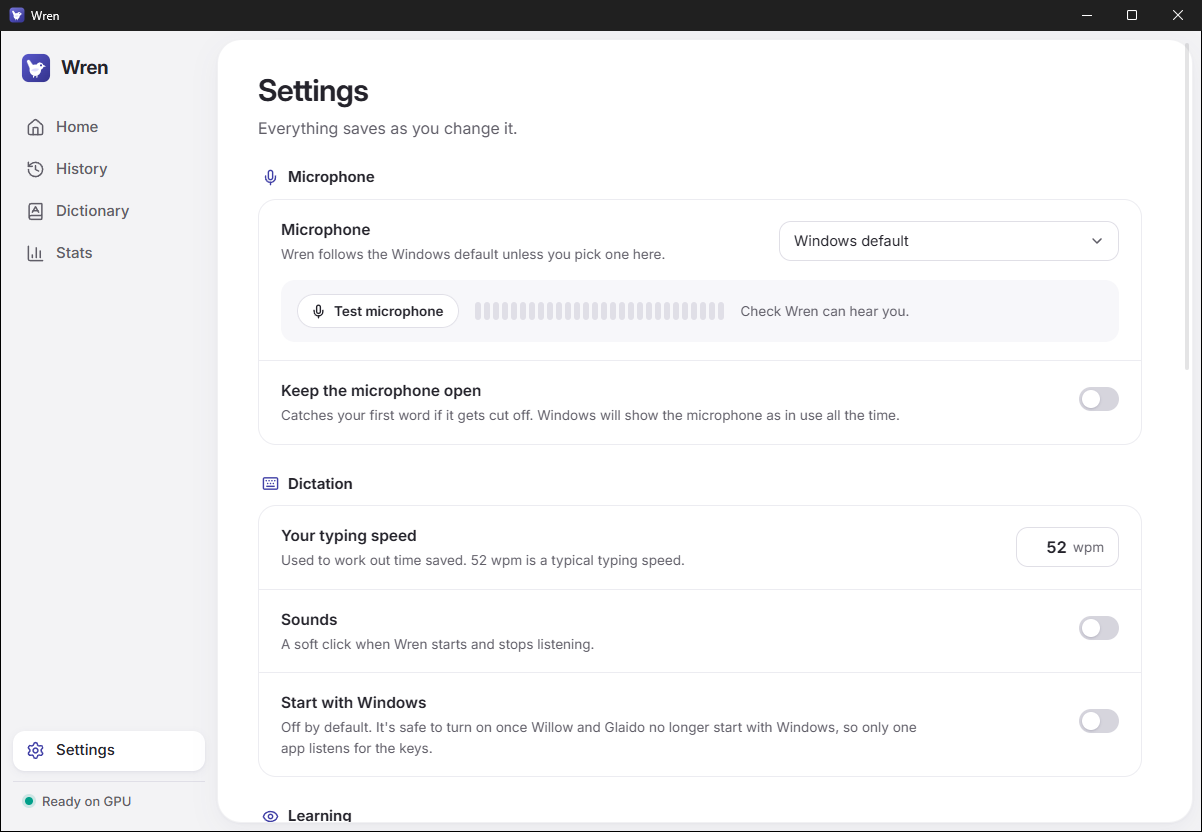 Wren
Wren
Home
History
Dictionary
Stats
Settings
Ready on GPU
Settings
Everything saves as you change it.
Microphone
Microphone
Wren follows the Windows default unless you pick one here.
Windows default
Test microphone
Check Wren can hear you.
Keep the microphone open
Catches your first word if it gets cut off. Windows will show the microphone as in use all the time.
Dictation
Your typing speed
Used to work out time saved. 52 wpm is a typical typing speed.
52 wpm
Sounds
A soft click when Wren starts and stops listening.
Start with Windows
Off by default. It's safe to turn on once Willow and Glaido no longer start with Windows, so only one
app listens for the keys.
Learning